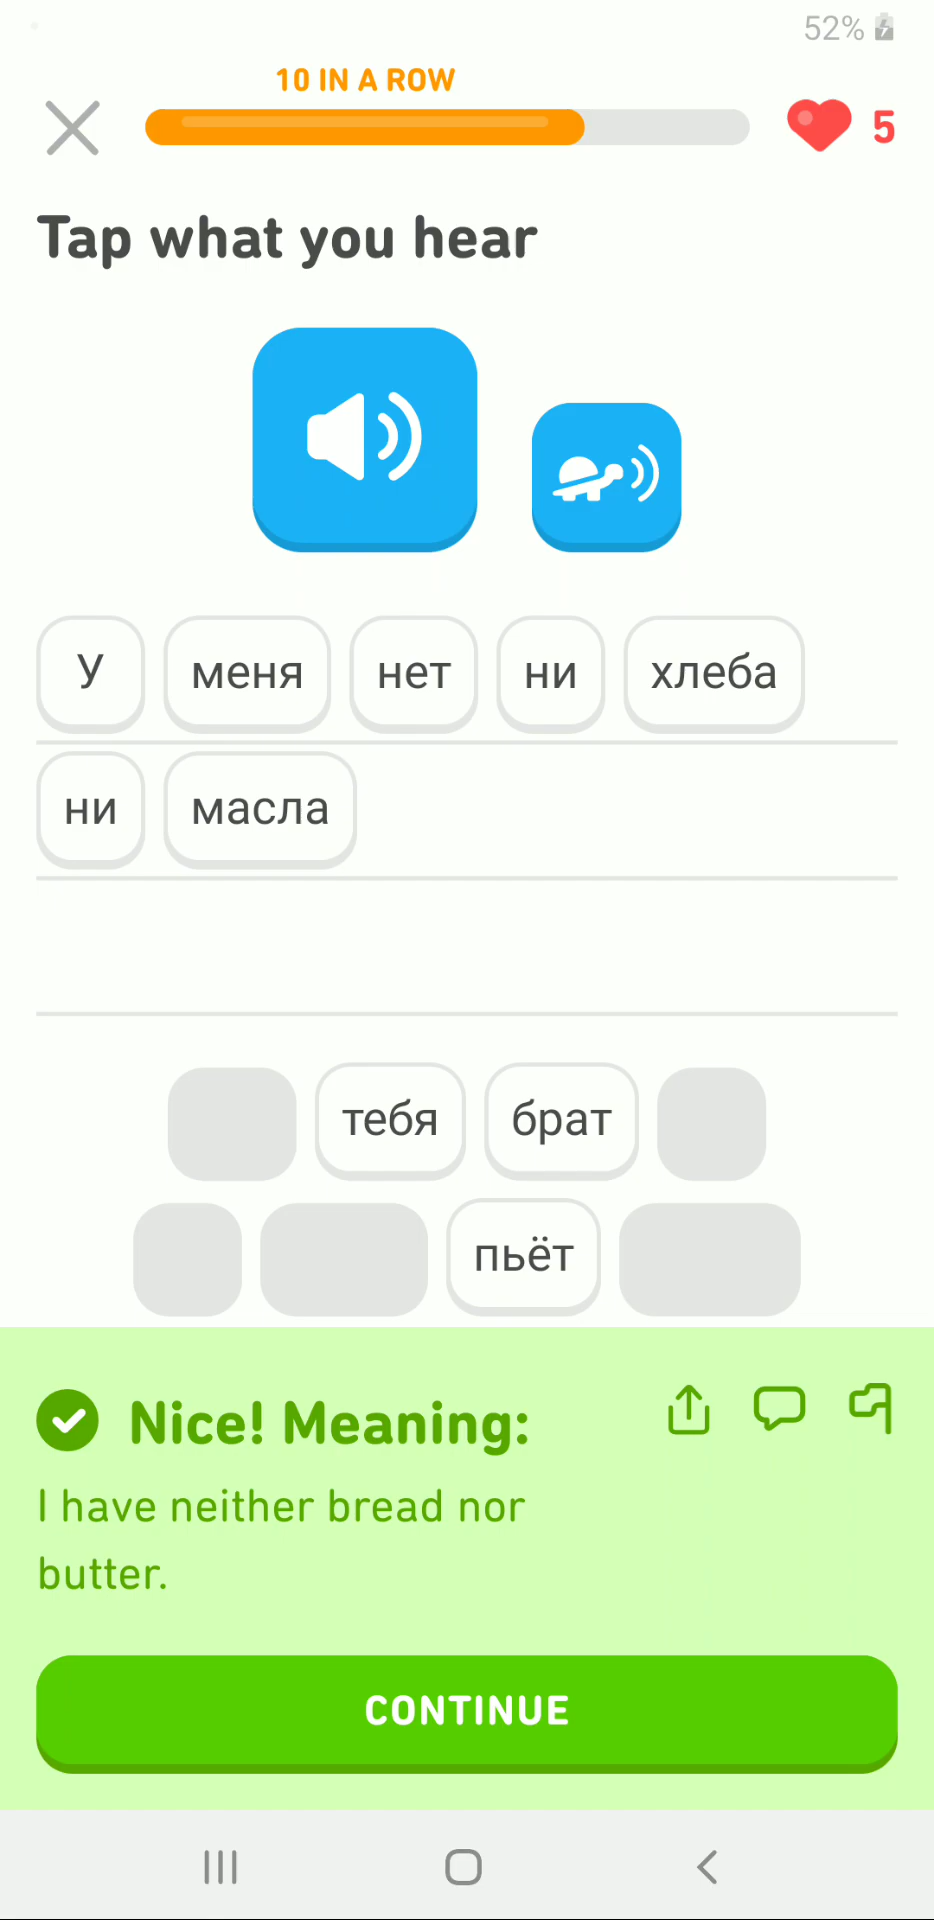 52%
10 IN A ROW
5
Tap what you hear
У меня нет ни хлеба
ни масла
тебя брат
пьёт
Nice! Meaning:
I have neither bread nor
butter.
CONTINUE